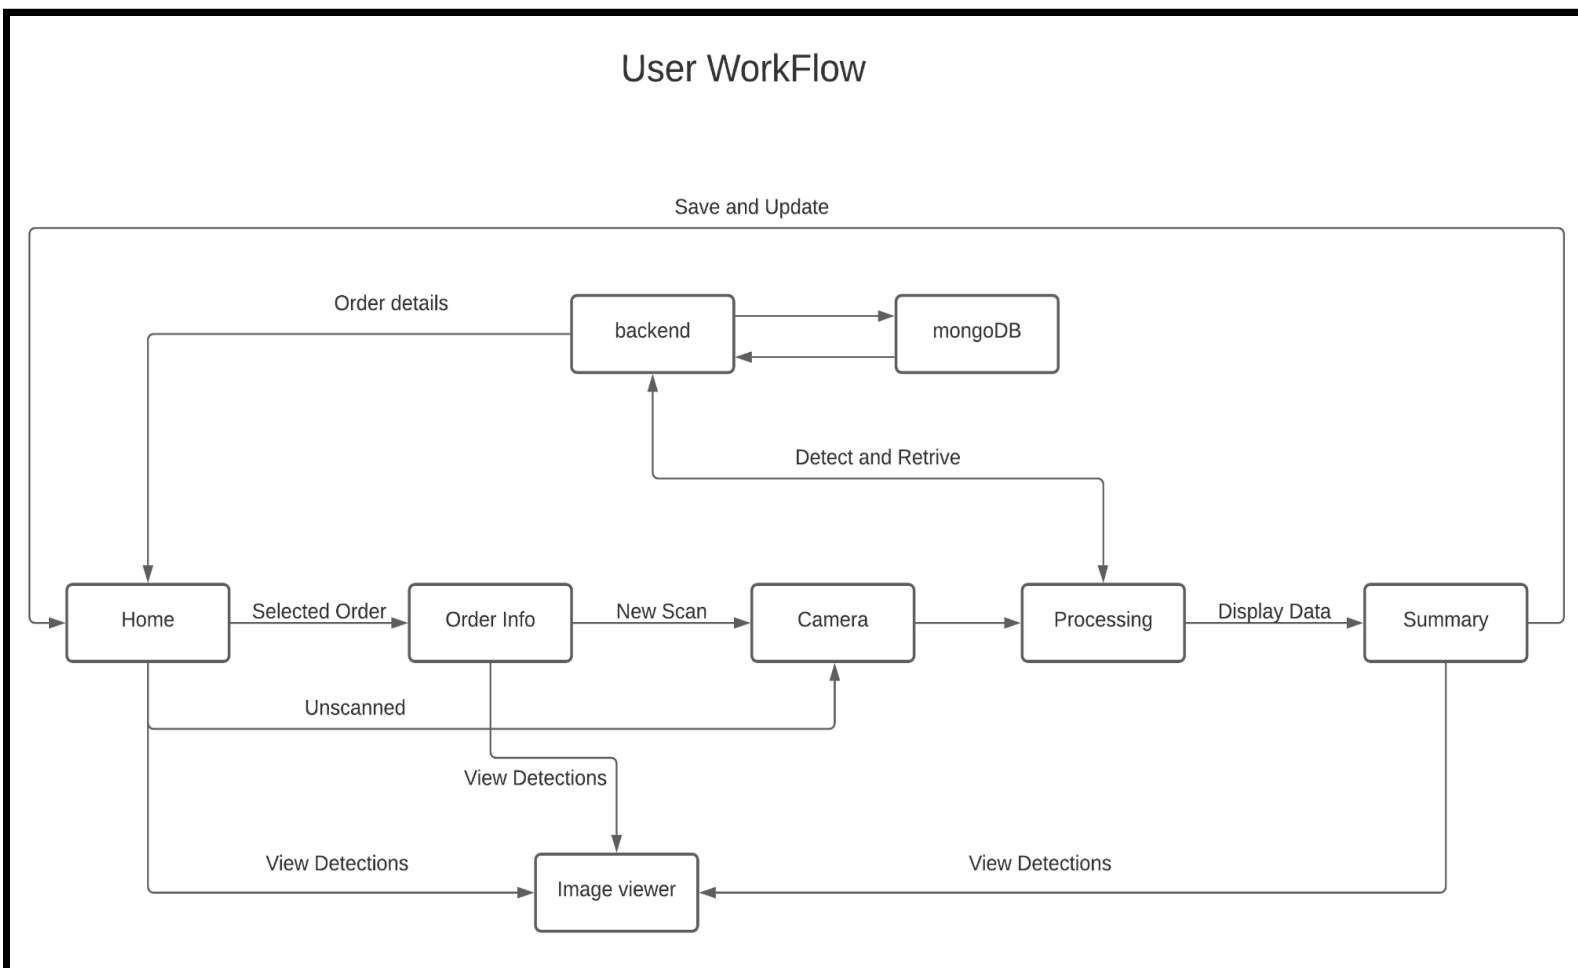 User WorkFlow
Save and Update
Order details
backend
mongoDB
Detect and Retrive
Home
Selected Order
Order Info
New Scan
Camera
Processing
Display Data
Summary
Unscanned
View Detections
View Detections
View Detections
Image viewer